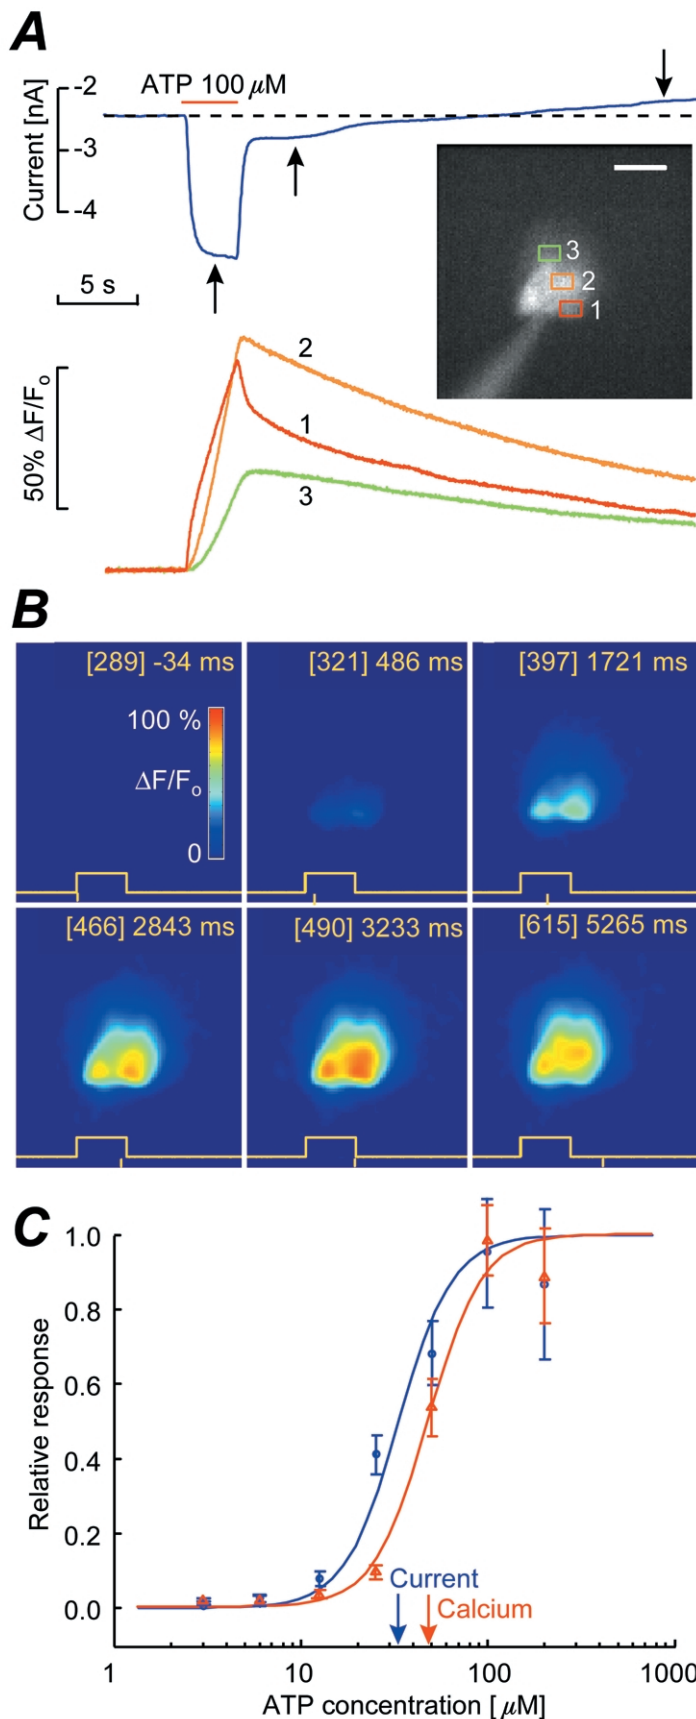 A
ATP 100 μM
Current [nA]
-2
-3
-4
5 s
3
2
1
50% ΔF/Fo
2
1
3
B
[289] -34 ms
[321] 486 ms
[397] 1721 ms
100 %
ΔF/Fo
0
[466] 2843 ms
[490] 3233 ms
[615] 5265 ms
C
Relative response
1.0
0.8
0.6
0.4
0.2
0.0
Current
Calcium
1
10
100
1000
ATP concentration [ μM]